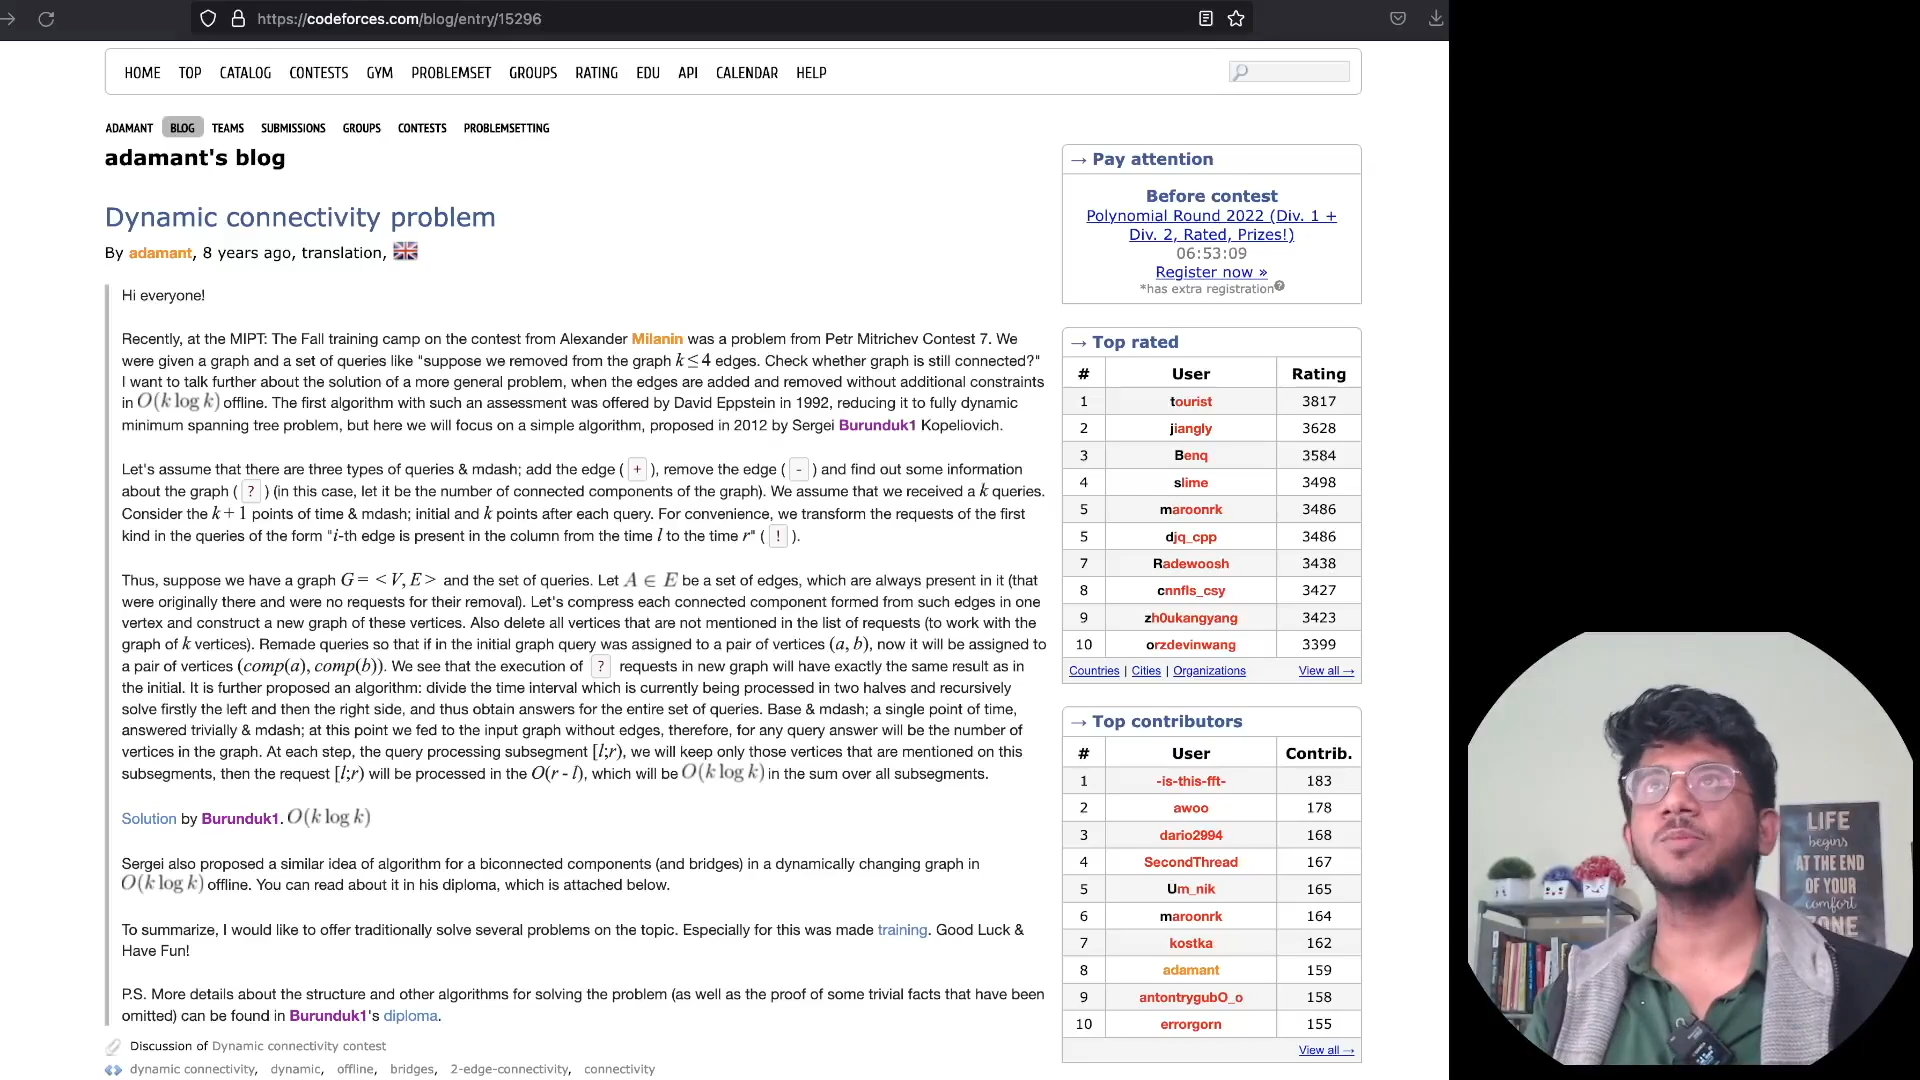 https://codeforces.com/blog/entry/15296
HOME TOP CATALOG CONTESTS GYM PROBLEMSET GROUPS RATING EDU API CALENDAR HELP
ADAMANT BLOG TEAMS SUBMISSIONS GROUPS CONTESTS PROBLEMSETTING
adamant's blog
Dynamic connectivity problem
By adamant, 8 years ago, translation,
Hi everyone!
Recently, at the MIPT: The Fall training camp on the contest from Alexander Milanin was a problem from Petr Mitrichev Contest 7. We
were given a graph and a set of queries like "suppose we removed from the graph k ≤ 4 edges. Check whether graph is still connected?"
I want to talk further about the solution of a more general problem, when the edges are added and removed without additional constraints
in O(k log k) offline. The first algorithm with such an assessment was offered by David Eppstein in 1992, reducing it to fully dynamic
minimum spanning tree problem, but here we will focus on a simple algorithm, proposed in 2012 by Sergei Burunduk1 Kopeliovich.
Let's assume that there are three types of queries & mdash; add the edge ( + ), remove the edge ( - ) and find out some information
about the graph ( ? ) (in this case, let it be the number of connected components of the graph). We assume that we received a k queries.
Consider the k + 1 points of time & mdash; initial and k points after each query. For convenience, we transform the requests of the first
kind in the queries of the form "i-th edge is present in the column from the time l to the time r" ( ! ).
Thus, suppose we have a graph G = < V, E > and the set of queries. Let A ∈ E be a set of edges, which are always present in it (that
were originally there and were no requests for their removal). Let's compress each connected component formed from such edges in one
vertex and construct a new graph of these vertices. Also delete all vertices that are not mentioned in the list of requests (to work with the
graph of k vertices). Remade queries so that if in the initial graph query was assigned to a pair of vertices (a, b), now it will be assigned to
a pair of vertices (comp(a), comp(b)). We see that the execution of ? requests in new graph will have exactly the same result as in
the initial. It is further proposed an algorithm: divide the time interval which is currently being processed in two halves and recursively
solve firstly the left and then the right side, and thus obtain answers for the entire set of queries. Base & mdash; a single point of time,
answered trivially & mdash; at this point we fed to the input graph without edges, therefore, for any query answer will be the number of
vertices in the graph. At each step, the query processing subsegment [l;r), we will keep only those vertices that are mentioned on this
subsegments, then the request [l;r) will be processed in the O(r - l), which will be O(k log k) in the sum over all subsegments.
Solution by Burunduk1. O(k log k)
Sergei also proposed a similar idea of algorithm for a biconnected components (and bridges) in a dynamically changing graph in
O(k log k) offline. You can read about it in his diploma, which is attached below.
To summarize, I would like to offer traditionally solve several problems on the topic. Especially for this was made training. Good Luck &
Have Fun!
P.S. More details about the structure and other algorithms for solving the problem (as well as the proof of some trivial facts that have been
omitted) can be found in Burunduk1's diploma.
Discussion of Dynamic connectivity contest
dynamic connectivity, dynamic, offline, bridges, 2-edge-connectivity, connectivity
→ Pay attention
Before contest
Polynomial Round 2022 (Div. 1 +
Div. 2, Rated, Prizes!)
06:53:09
Register now »
*has extra registration?
→ Top rated
# User Rating
1 tourist 3817
2 jiangly 3628
3 Benq 3584
4 slime 3498
5 maroonrk 3486
5 djq_cpp 3486
7 Radewoosh 3438
8 cnnfls_csy 3427
9 zh0ukangyang 3423
10 orzdevinwang 3399
Countries | Cities | Organizations View all →
→ Top contributors
# User Contrib.
1 -is-this-fft- 183
2 awoo 178
3 dario2994 168
4 SecondThread 167
5 Um_nik 165
6 maroonrk 164
7 kostka 162
8 adamant 159
9 antontrygubO_o 158
10 errorgorn 155
View all →
LIFE
begins
AT THE END
OF YOUR
comfort
ZONE